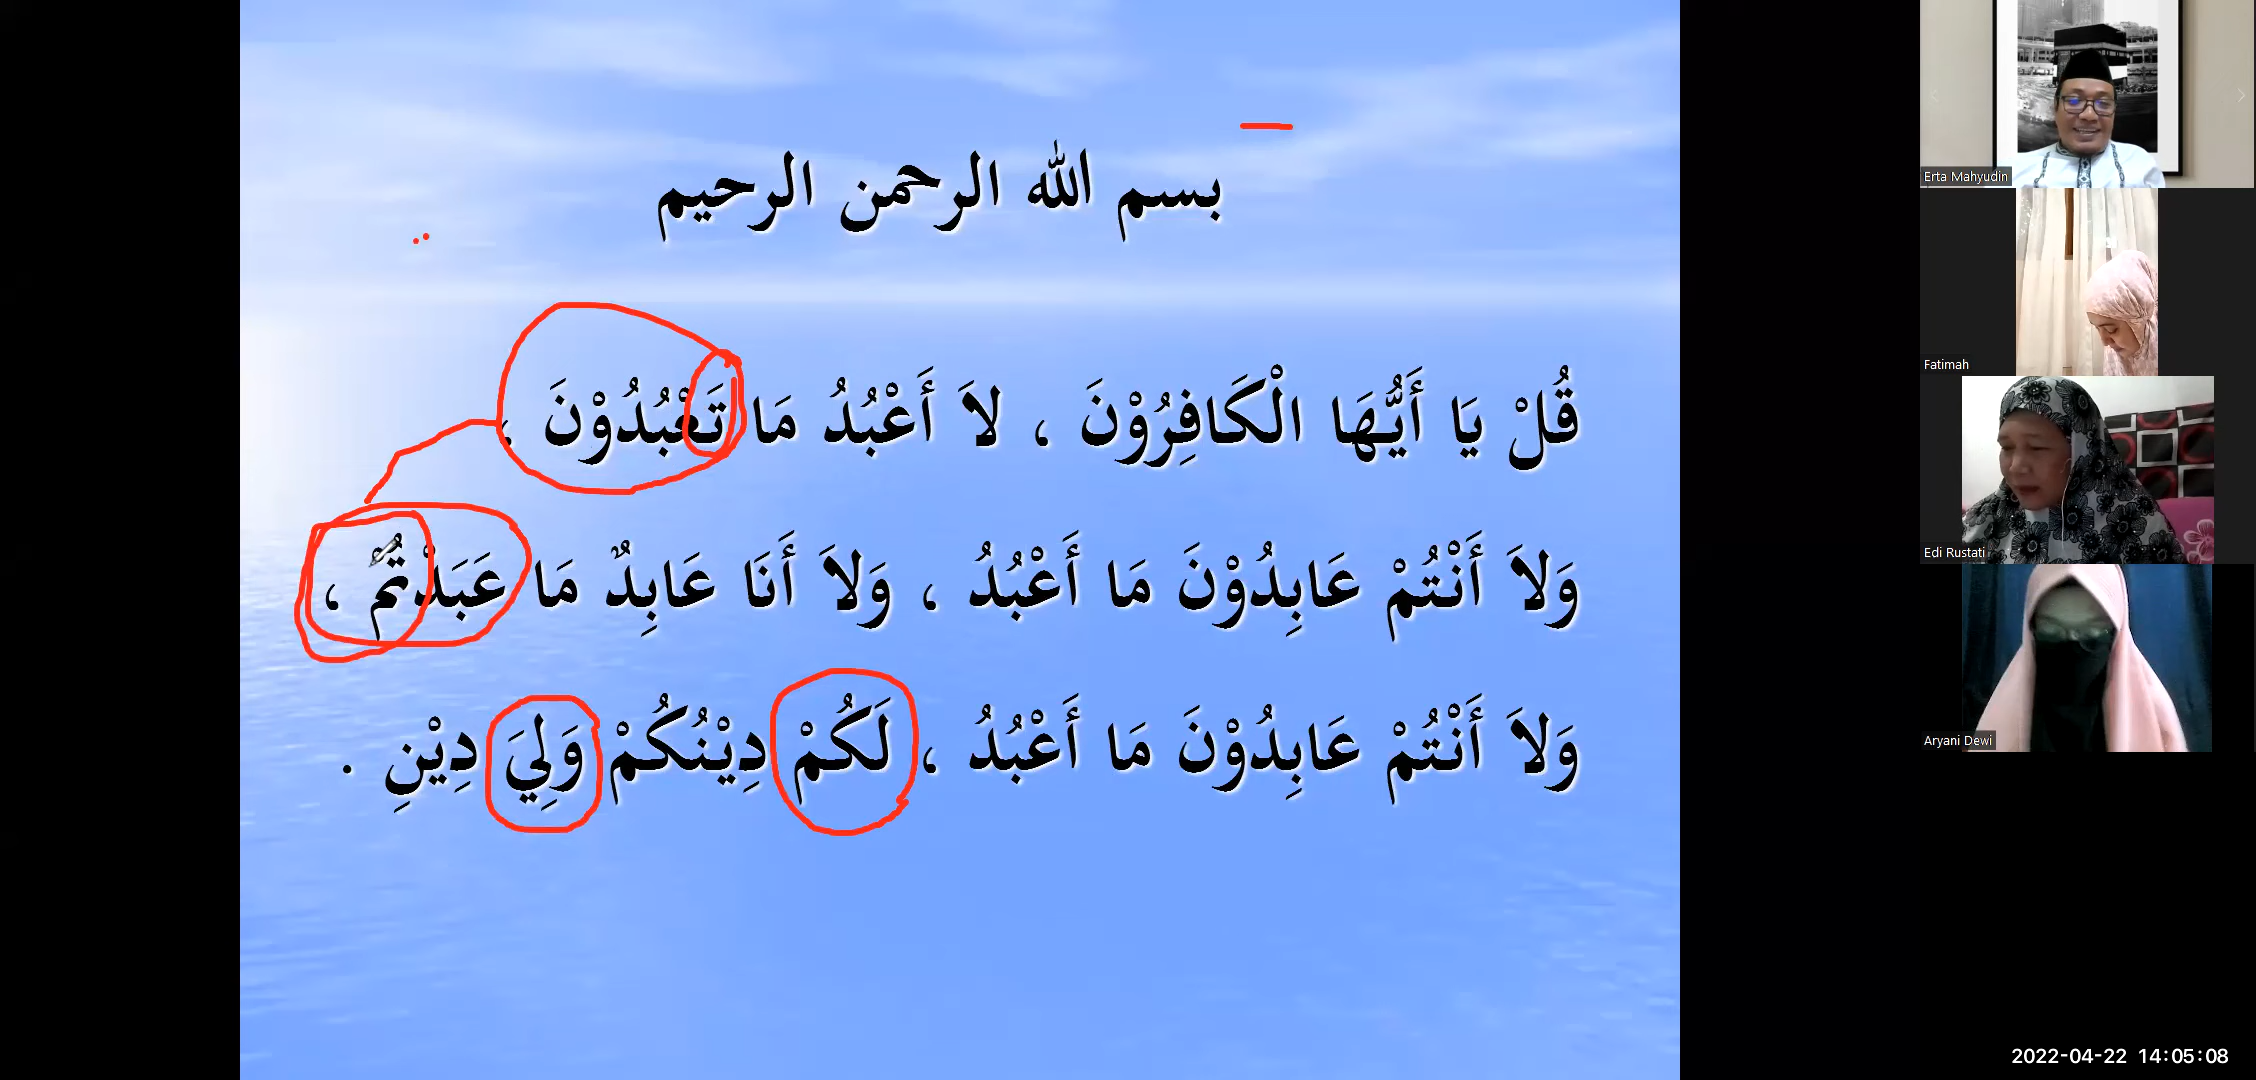 بسم الله الرحمن الرحيم
قُلْ يَا أَيُّهَا الْكَافِرُوْنَ ، لاَ أَعْبُدُ مَا تَعْبُدُوْنَ ،
وَلاَ أَنْتُمْ عَابِدُوْنَ مَا أَعْبُدُ ، وَلاَ أَنَا عَابِدٌ مَا عَبَدْتُمْ ،
وَلاَ أَنْتُمْ عَابِدُوْنَ مَا أَعْبُدُ ، لَكُمْ دِيْنُكُمْ وَلِيَ دِيْنِ .
Erta Mahyudin
Fatimah
Edi Rustati
Aryani Dewi
2022-04-22 14:05:08